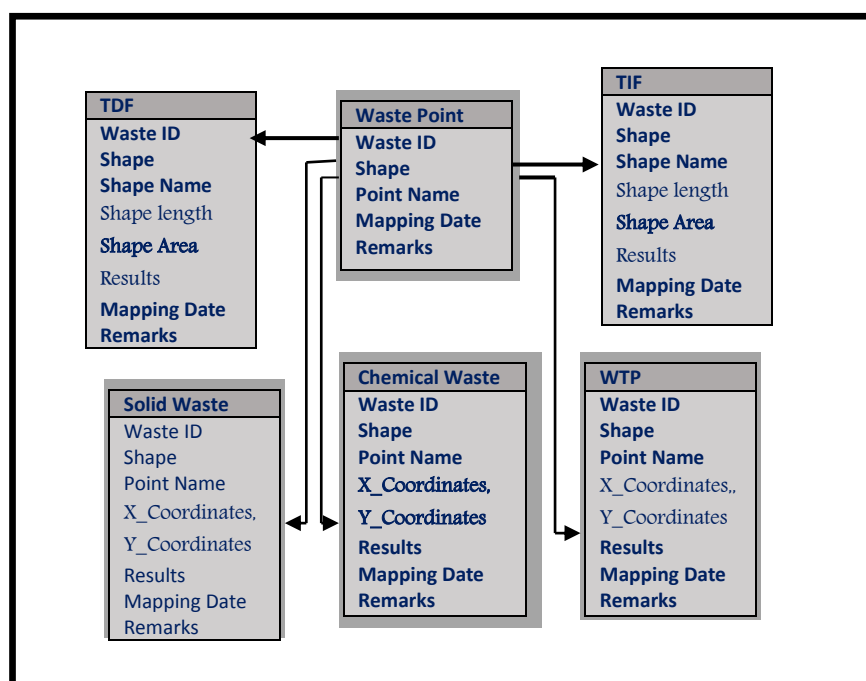 TDF
Waste ID
Shape
Shape Name
Shape length
Shape Area
Results
Mapping Date
Remarks
Waste Point
Waste ID
Shape
Point Name
Mapping Date
Remarks
TIF
Waste ID
Shape
Shape Name
Shape length
Shape Area
Results
Mapping Date
Remarks
Solid Waste
Waste ID
Shape
Point Name
X_Coordinates,
Y_Coordinates
Results
Mapping Date
Remarks
Chemical Waste
Waste ID
Shape
Point Name
X_Coordinates,
Y_Coordinates
Results
Mapping Date
Remarks
WTP
Waste ID
Shape
Point Name
X_Coordinates,,
Y_Coordinates
Results
Mapping Date
Remarks